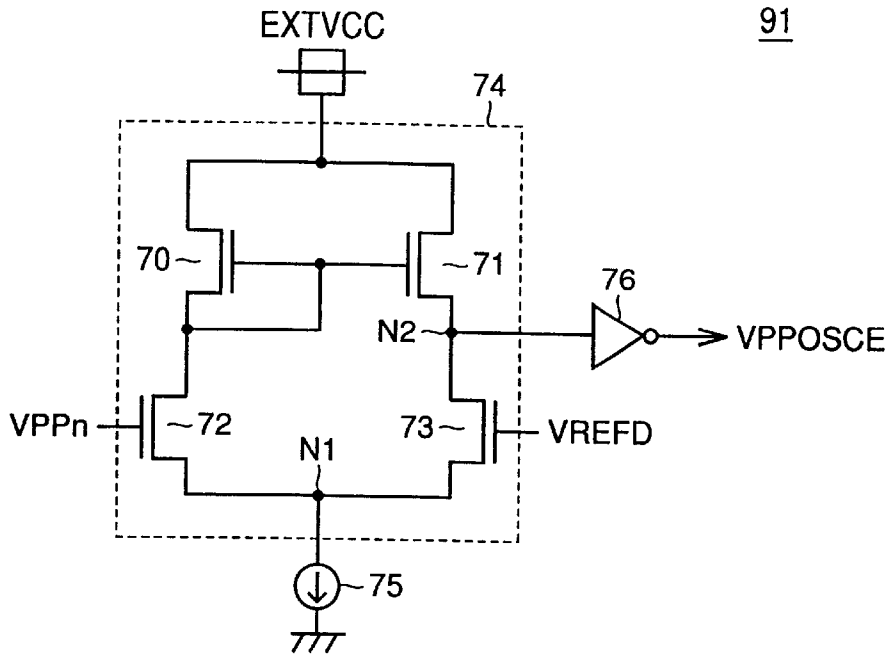 EXTVCC
91
74
70
71
76
N2
VPPOSCE
VPPn
72
73
VREFD
N1
75